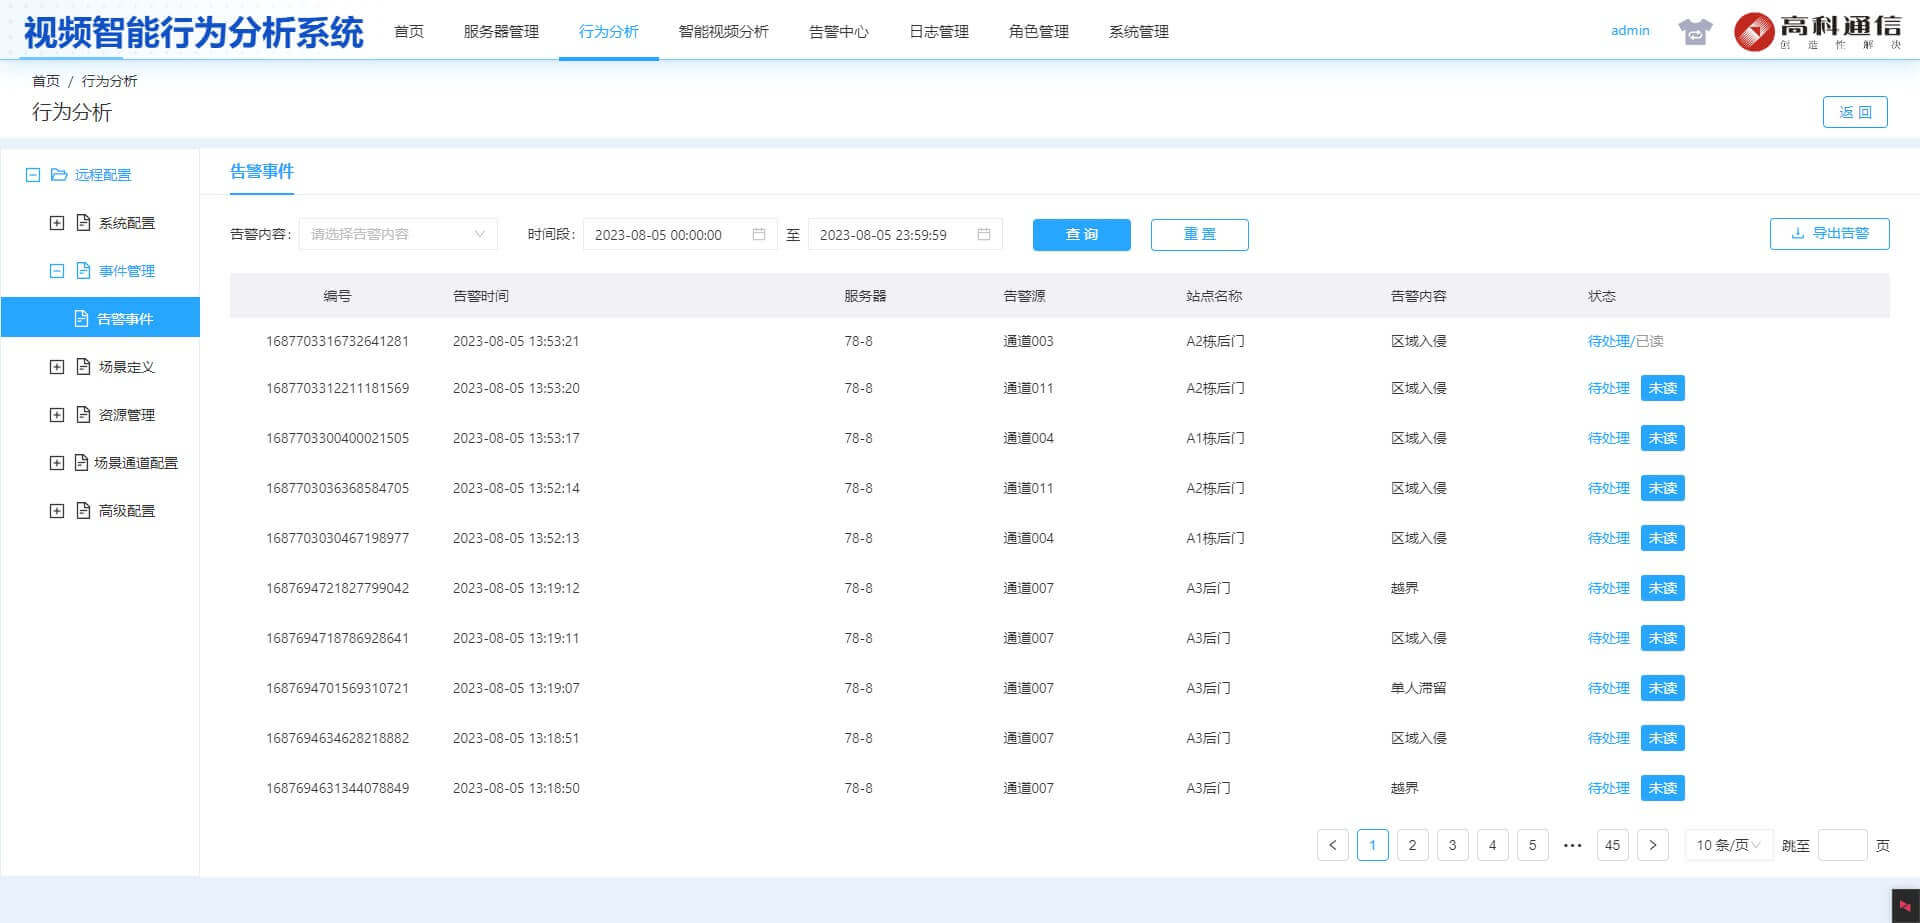 视频智能行为分析系统 首页 服务器管理 行为分析 智能视频分析 告警中心 日志管理 角色管理 系统管理 admin 高科通信
创造性解决
首页 / 行为分析
行为分析 返 回
远程配置
系统配置
事件管理
告警事件
场景定义
资源管理
场景通道配置
高级配置
告警事件
告警内容: 请选择告警内容 时间段: 2023-08-05 00:00:00 至 2023-08-05 23:59:59 查 询 重 置 导出告警
编号 告警时间 服务器 告警源 站点名称 告警内容 状态
1687703316732641281 2023-08-05 13:53:21 78-8 通道003 A2栋后门 区域入侵 待处理/已读
1687703312211181569 2023-08-05 13:53:20 78-8 通道011 A2栋后门 区域入侵 待处理 未读
1687703300400021505 2023-08-05 13:53:17 78-8 通道004 A1栋后门 区域入侵 待处理 未读
1687703036368584705 2023-08-05 13:52:14 78-8 通道011 A2栋后门 区域入侵 待处理 未读
1687703030467198977 2023-08-05 13:52:13 78-8 通道004 A1栋后门 区域入侵 待处理 未读
1687694721827799042 2023-08-05 13:19:12 78-8 通道007 A3后门 越界 待处理 未读
1687694718786928641 2023-08-05 13:19:11 78-8 通道007 A3后门 区域入侵 待处理 未读
1687694701569310721 2023-08-05 13:19:07 78-8 通道007 A3后门 单人滞留 待处理 未读
1687694634628218882 2023-08-05 13:18:51 78-8 通道007 A3后门 区域入侵 待处理 未读
1687694631344078849 2023-08-05 13:18:50 78-8 通道007 A3后门 越界 待处理 未读
< 1 2 3 4 5 ••• 45 > 10 条/页 跳至 页